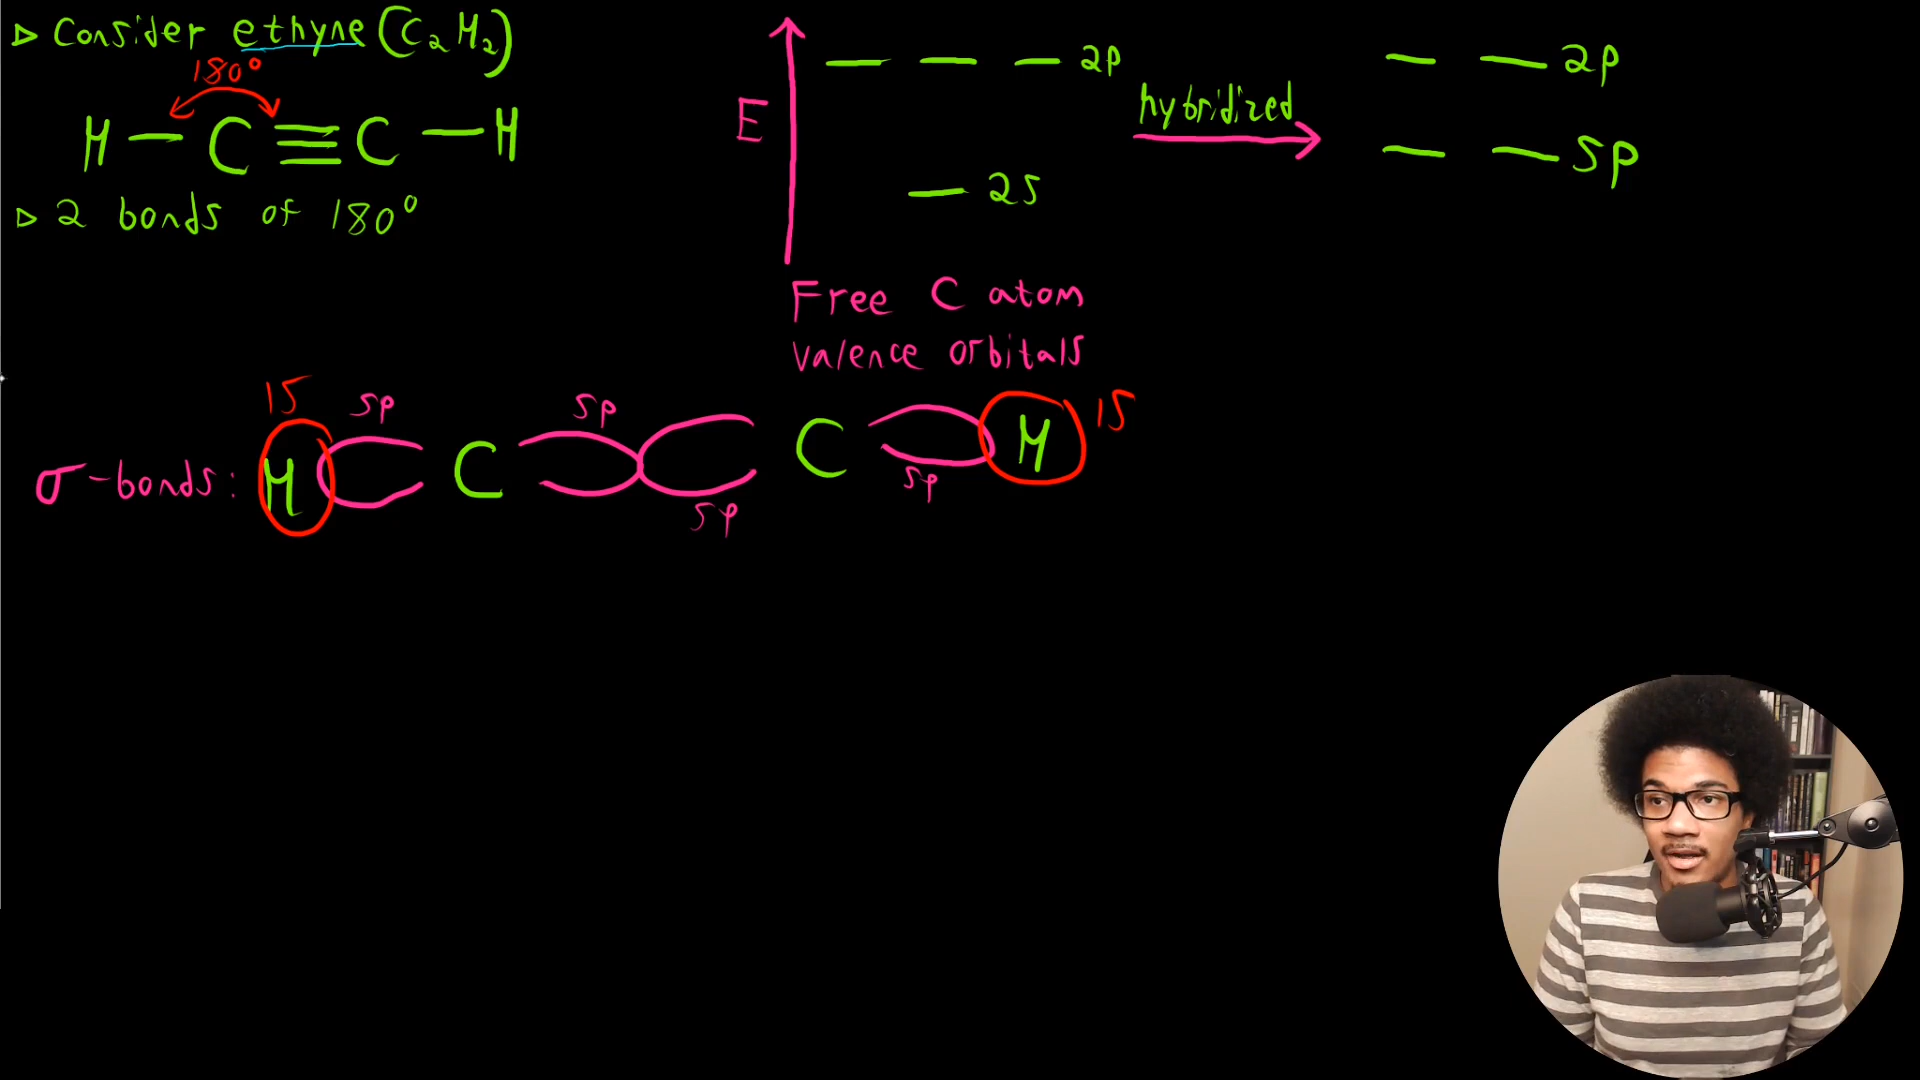 ▷ Consider ethyne (C₂H₂)
180°
H – C ≡ C – H
▷ 2 bonds of 180°
E
2p
2s
Free C atom
valence orbitals
hybridized
2p
sp
σ-bonds:
1s sp sp 1s
H C C H
sp sp